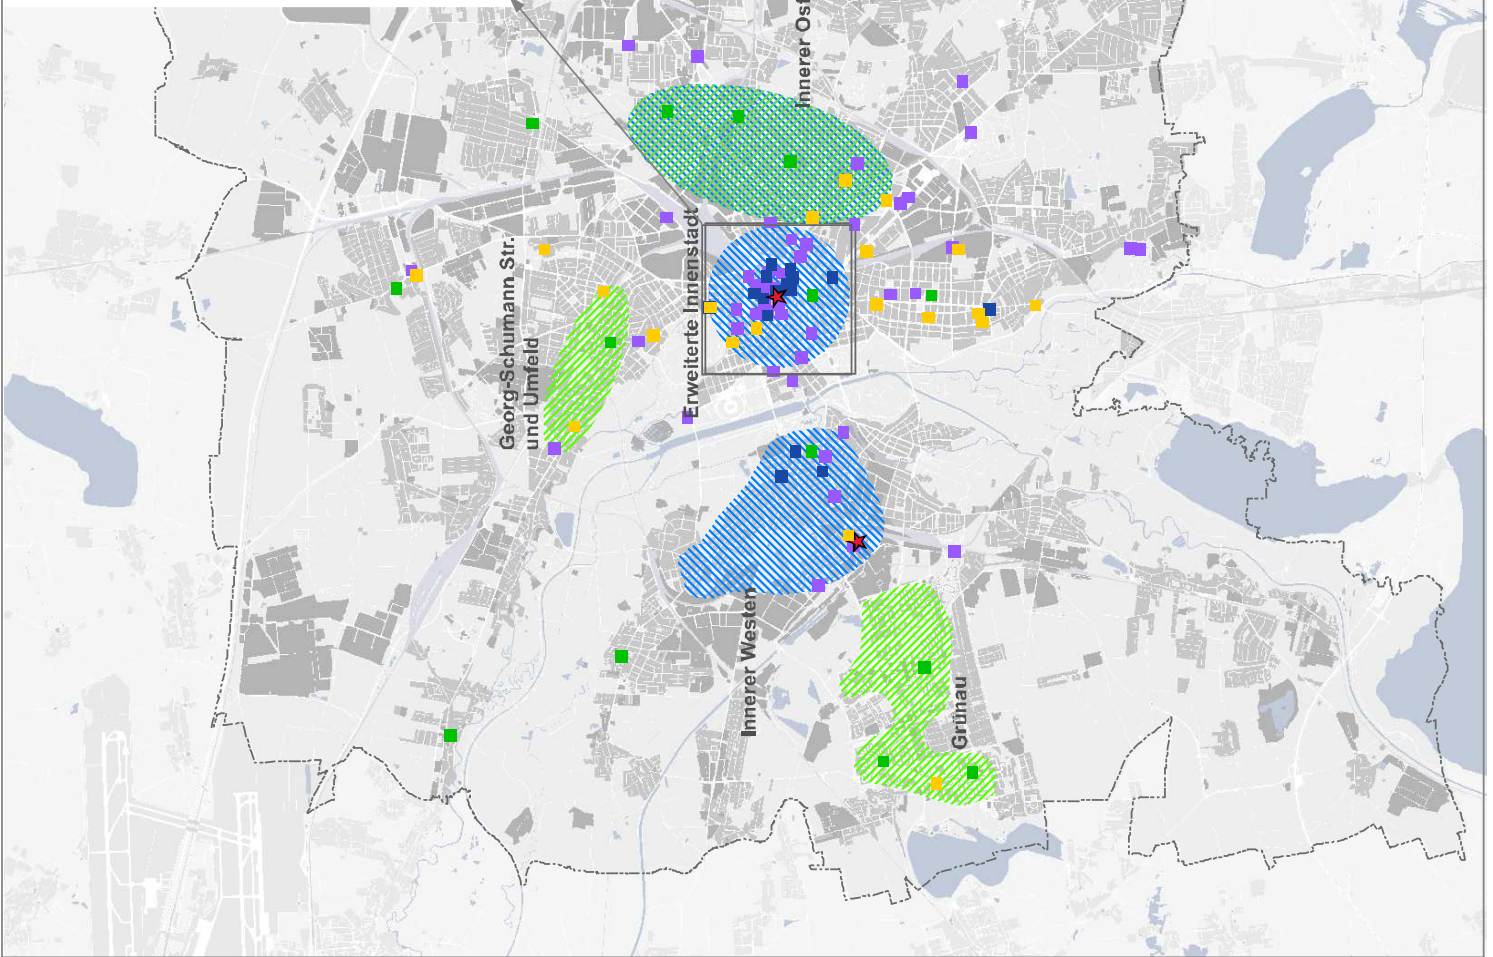 Innerer Ost
Georg-Schumann Str.
und Umfeld
Erweiterte Innenstadt
Innerer Westen
Grünau